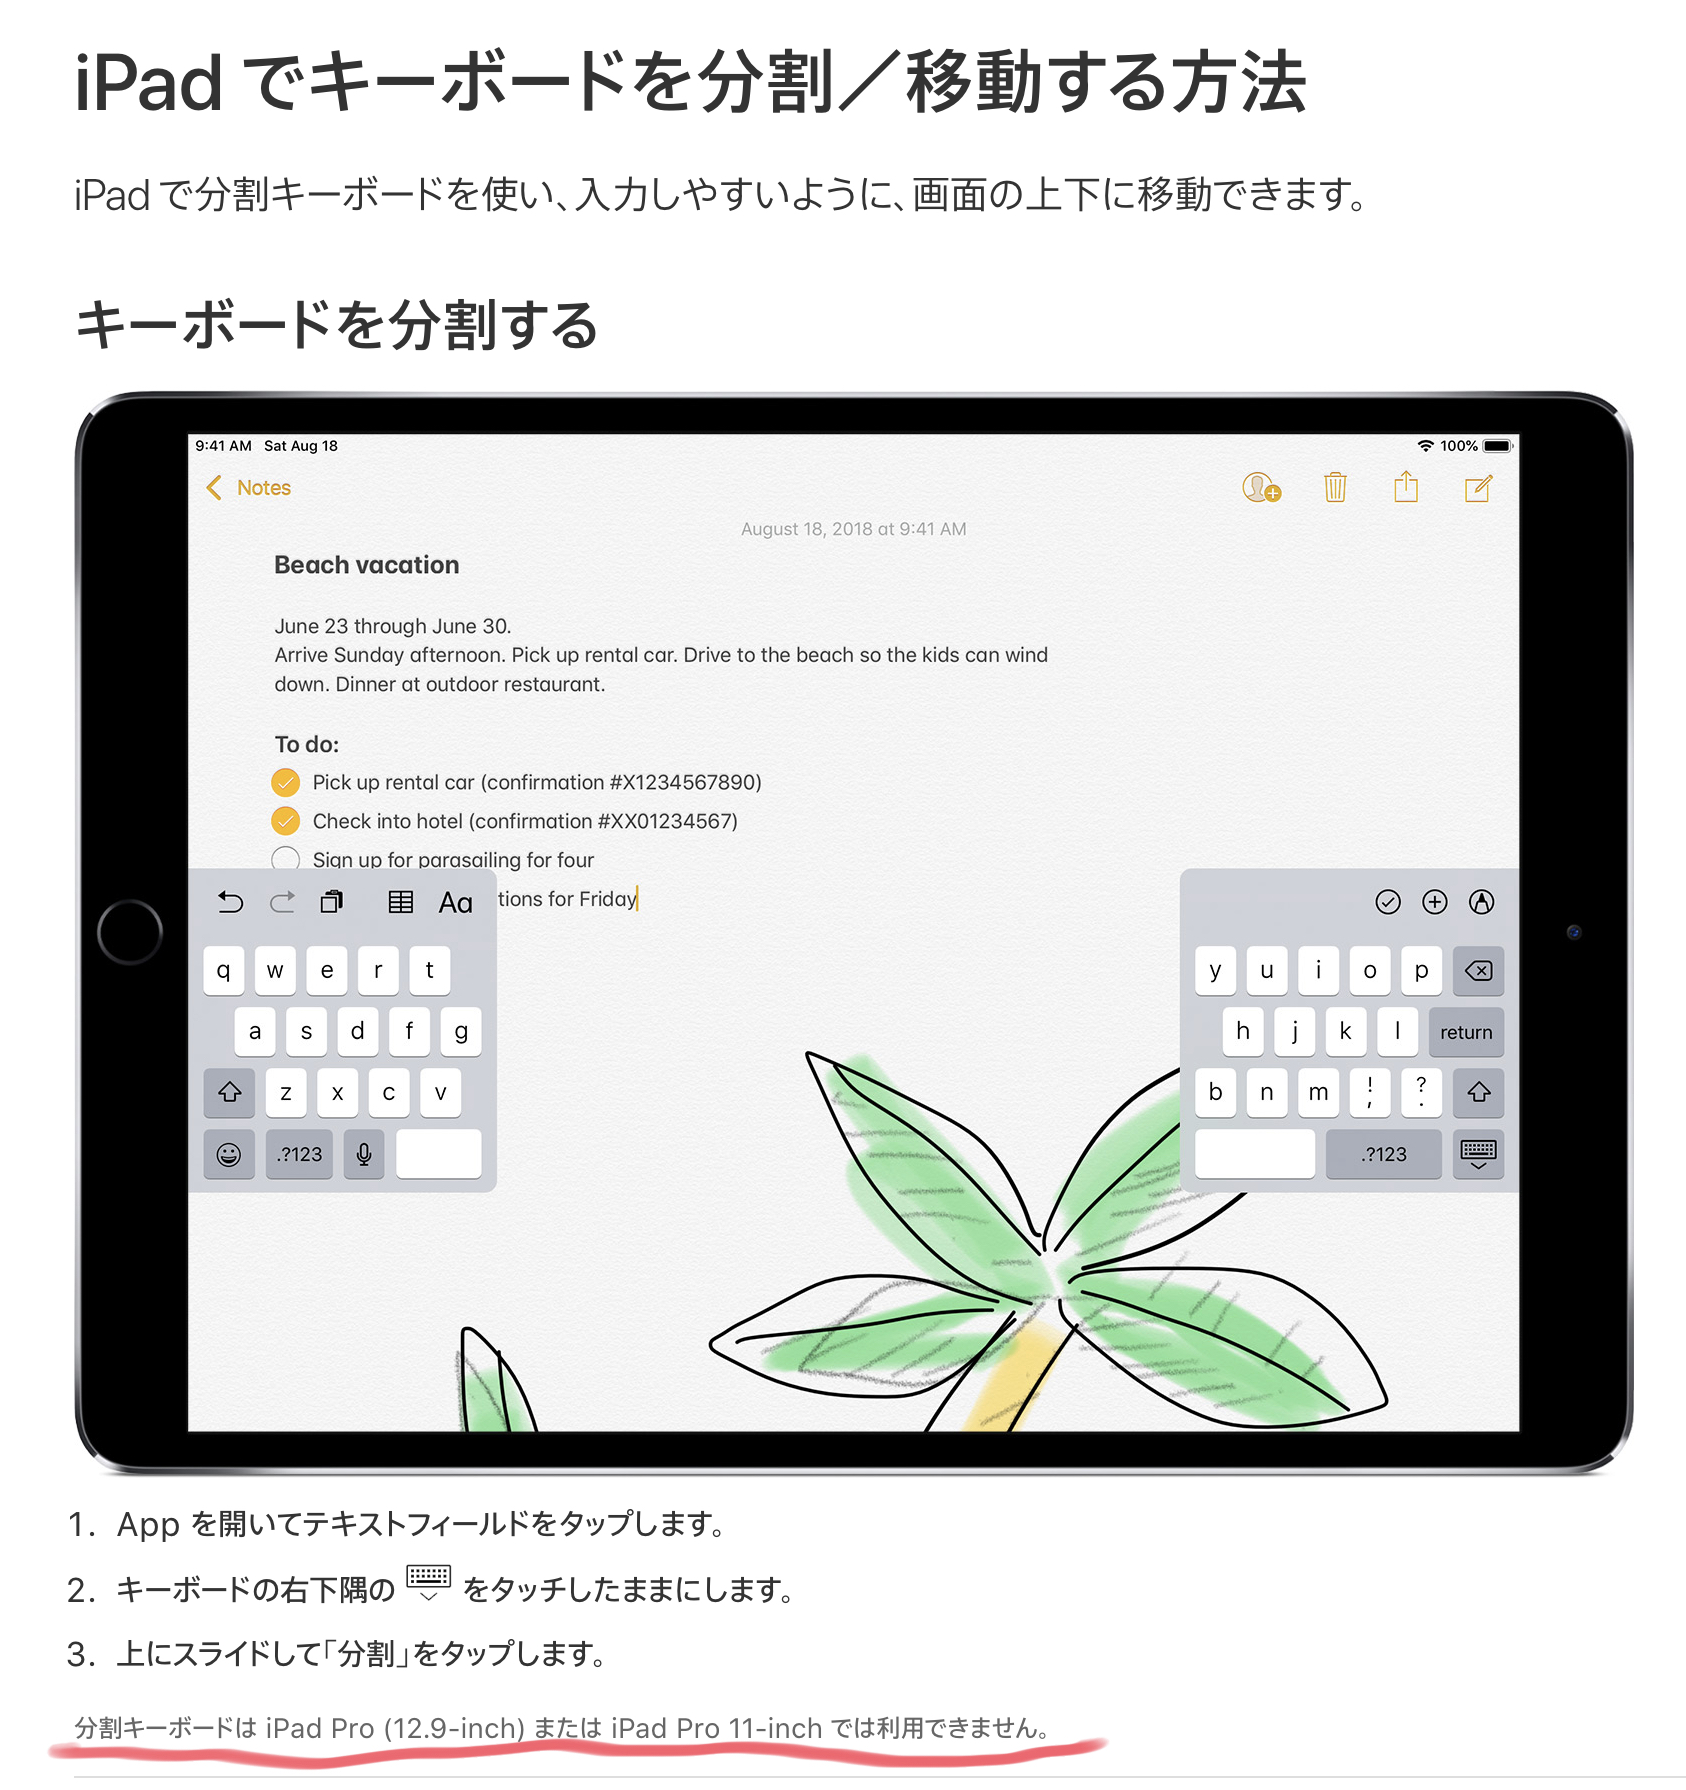 iPad でキーボードを分割／移動する方法
iPad で分割キーボードを使い、入力しやすいように、画面の上下に移動できます。
キーボードを分割する
9:41 AM Sat Aug 18 100%
Notes
August 18, 2018 at 9:41 AM
Beach vacation
June 23 through June 30.
Arrive Sunday afternoon. Pick up rental car. Drive to the beach so the kids can wind
down. Dinner at outdoor restaurant.
To do:
Pick up rental car (confirmation #X1234567890)
Check into hotel (confirmation #XX01234567)
Sign up for parasailing for four
tions for Friday
Aa
q w e r t
a s d f g
z x c v
.?123
y u i o p
h j k l return
b n m ! , ? .
.?123
1. App を開いてテキストフィールドをタップします。
2. キーボードの右下隅の をタッチしたままにします。
3. 上にスライドして「分割」をタップします。
分割キーボードは iPad Pro (12.9-inch) または iPad Pro 11-inch では利用できません。